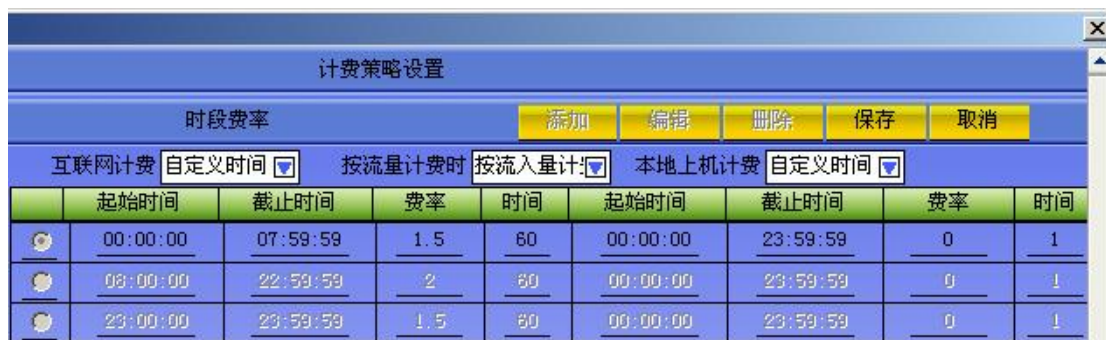 计费策略设置
时段费率 添加 编辑 删除 保存 取消
互联网计费 自定义时间 按流量计费时 按流入量计 本地上机计费 自定义时间
起始时间 截止时间 费率 时间 起始时间 截止时间 费率 时间
00:00:00 07:59:59 1.5 60 00:00:00 23:59:59 0 1
08:00:00 22:59:59 2 60 00:00:00 23:59:59 0 1
23:00:00 23:59:59 1.5 60 00:00:00 23:59:59 0 1